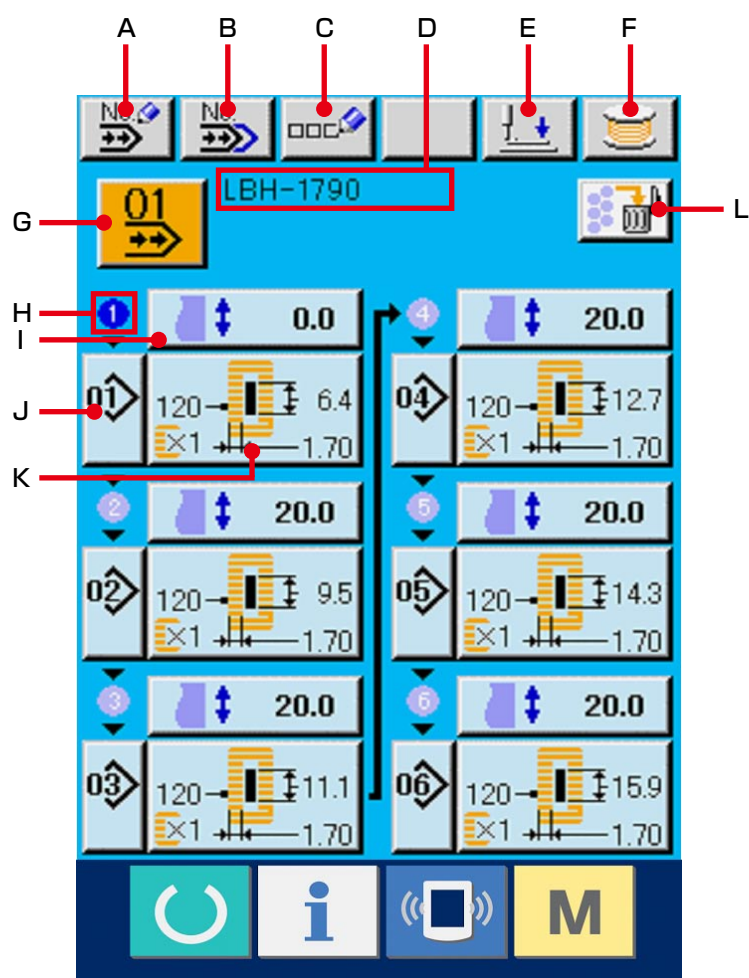 A B C D E F
No. No.
LBH-1790
G 01 L
H 1 0.0 4 20.0
I
J 01 120 6.4 04 120 12.7
×1 1.70 ×1 1.70
K
2 20.0 5 20.0
02 120 9.5 05 120 14.3
×1 1.70 ×1 1.70
3 20.0 6 20.0
03 120 11.1 06 120 15.9
×1 1.70 ×1 1.70
i M